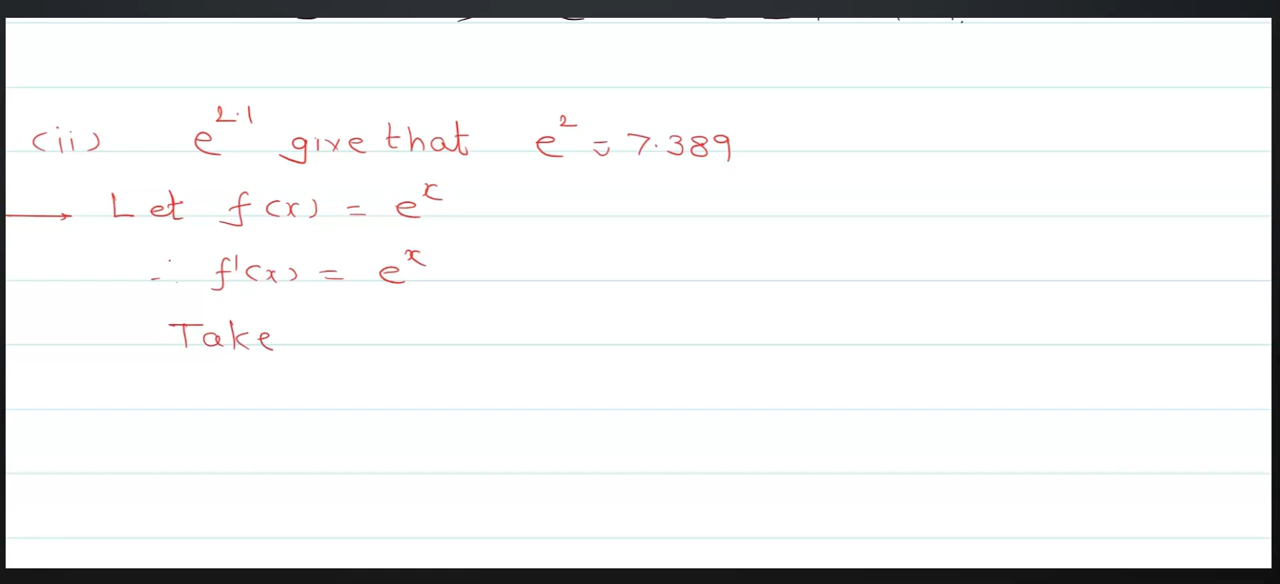 (ii) e^2.1 give that e^2 = 7.389
→ Let f(x) = e^x
∴ f'(x) = e^x
Take